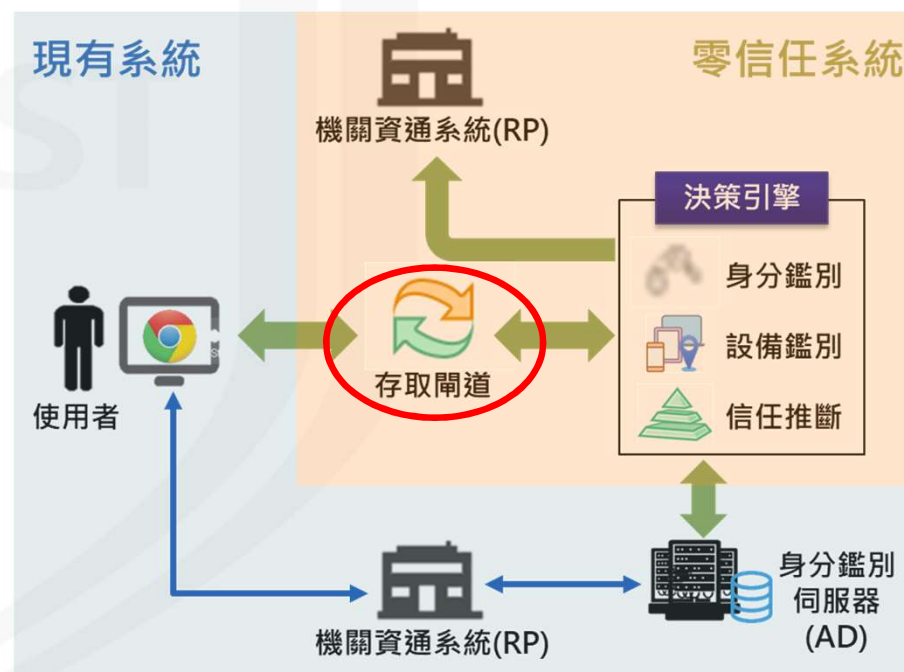 現有系統
零信任系統
機關資通系統(RP)
決策引擎
身分鑑別
設備鑑別
信任推斷
存取閘道
使用者
機關資通系統(RP)
身分鑑別
伺服器
(AD)